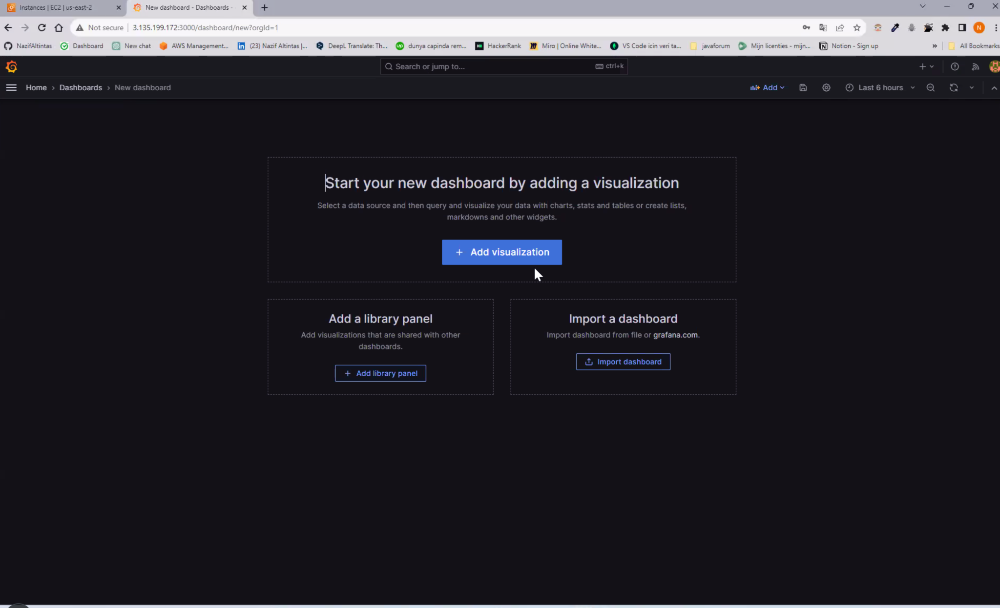 Instances | EC2 | us-east-2
New dashboard - Dashboards -
Not secure
3.135.199.172:3000/dashboard/new?orgId=1
N
NazifAltintas
Dashboard
New chat
AWS Management...
(23) Nazif Altintas |...
DeepL Translate: Th...
dunya capinda rem...
HackerRank
Miro | Online White...
VS Code icin veri ta...
javaforum
Mijn licenties - mijn...
Notion - Sign up
»
All Bookmarks
Search or jump to...
ctrl+k
Home › Dashboards › New dashboard
Add
Last 6 hours
Start your new dashboard by adding a visualization
Select a data source and then query and visualize your data with charts, stats and tables or create lists,
markdowns and other widgets.
+ Add visualization
Add a library panel
Add visualizations that are shared with other
dashboards.
+ Add library panel
Import a dashboard
Import dashboard from file or grafana.com.
Import dashboard